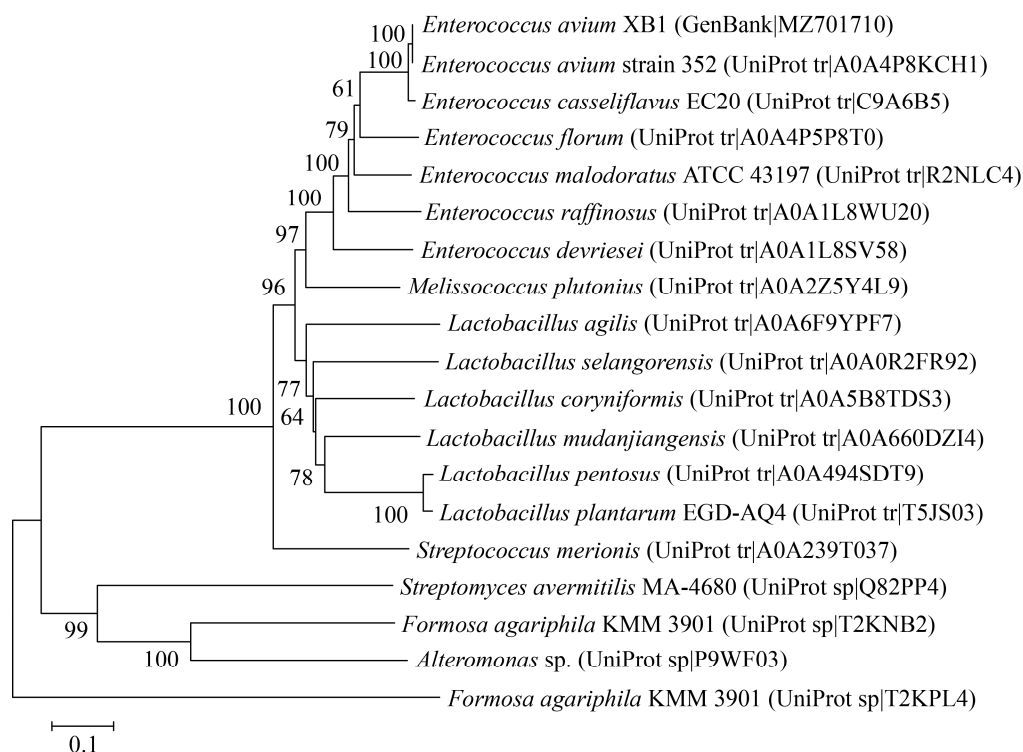 Enterococcus avium XB1 (GenBank|MZ701710)
100
100
Enterococcus avium strain 352 (UniProt tr|A0A4P8KCH1)
61
Enterococcus casseliflavus EC20 (UniProt tr|C9A6B5)
79
Enterococcus florum (UniProt tr|A0A4P5P8T0)
100
Enterococcus malodoratus ATCC 43197 (UniProt tr|R2NLC4)
100
Enterococcus raffinosus (UniProt tr|A0A1L8WU20)
97
Enterococcus devriesei (UniProt tr|A0A1L8SV58)
96
Melissococcus plutonius (UniProt tr|A0A2Z5Y4L9)
Lactobacillus agilis (UniProt tr|A0A6F9YPF7)
Lactobacillus selangorensis (UniProt tr|A0A0R2FR92)
77
100
Lactobacillus coryniformis (UniProt tr|A0A5B8TDS3)
64
Lactobacillus mudanjiangensis (UniProt tr|A0A660DZI4)
78
Lactobacillus pentosus (UniProt tr|A0A494SDT9)
100
Lactobacillus plantarum EGD-AQ4 (UniProt tr|T5JS03)
Streptococcus merionis (UniProt tr|A0A239T037)
Streptomyces avermitilis MA-4680 (UniProt sp|Q82PP4)
99
Formosa agariphila KMM 3901 (UniProt sp|T2KNB2)
100
Alteromonas sp. (UniProt sp|P9WF03)
Formosa agariphila KMM 3901 (UniProt sp|T2KPL4)
0.1